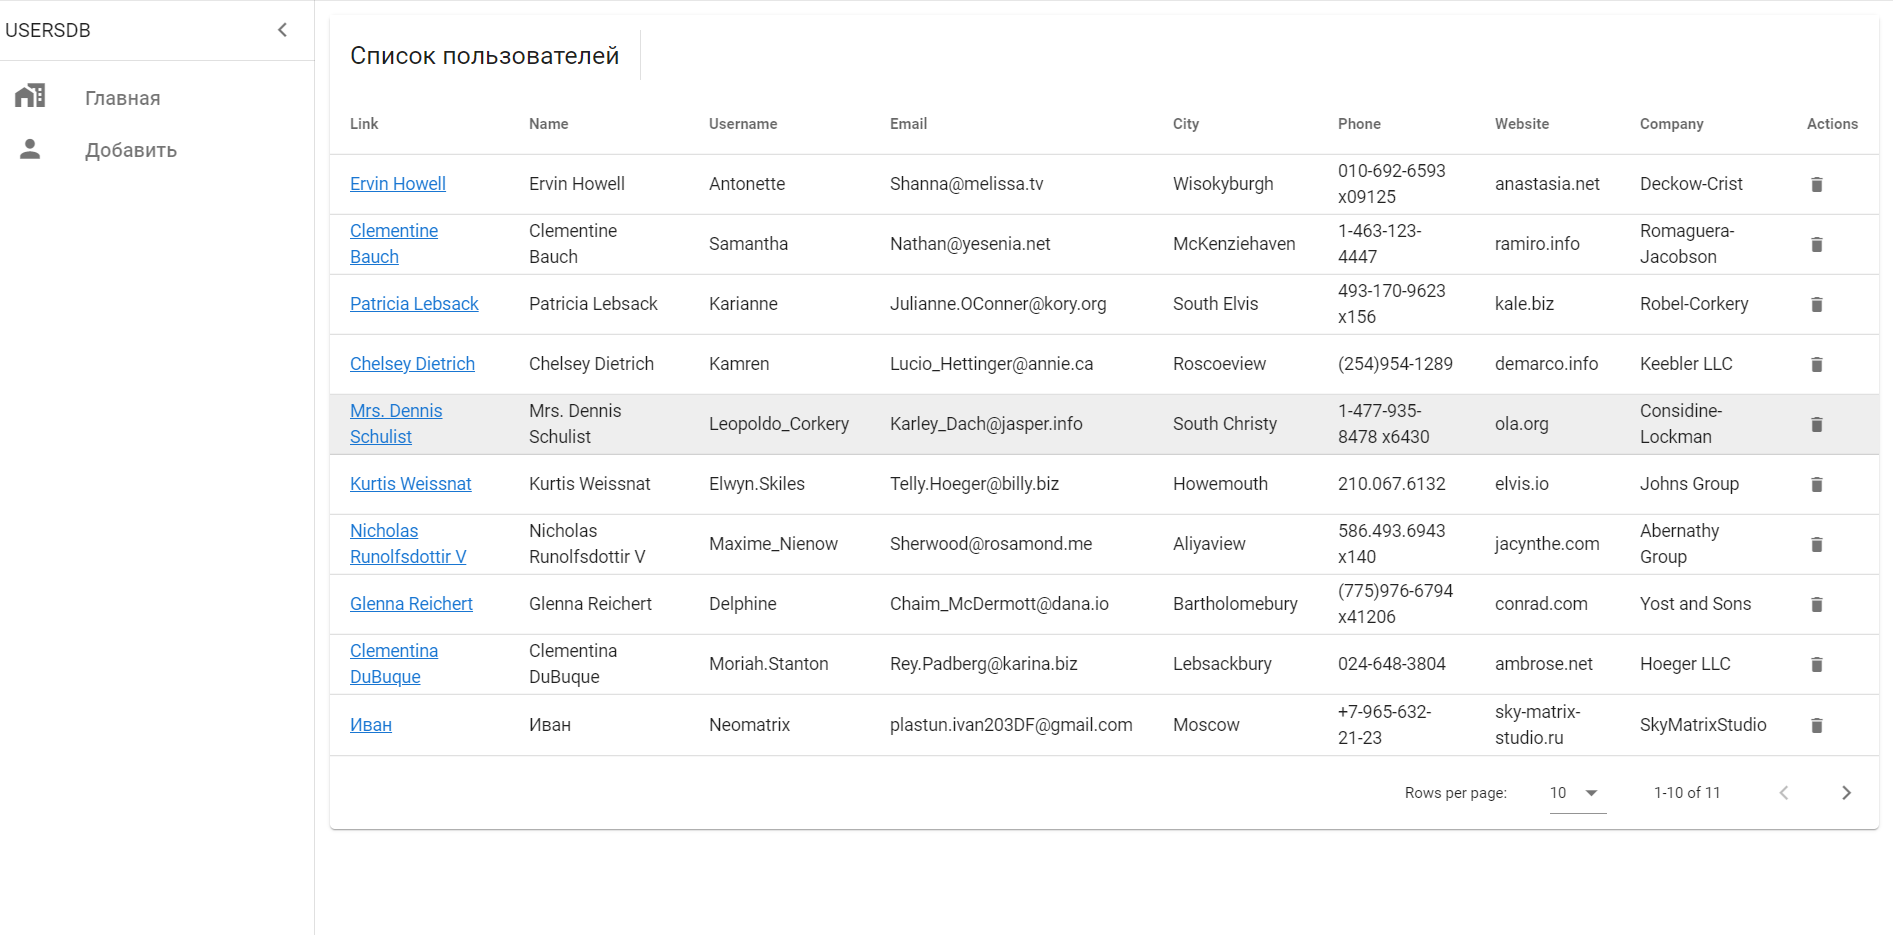 USERSDB
Главная
Добавить
Список пользователей
Link Name Username Email City Phone Website Company Actions
Ervin Howell Ervin Howell Antonette Shanna@melissa.tv Wisokyburgh 010-692-6593 x09125 anastasia.net Deckow-Crist
Clementine Bauch Clementine Bauch Samantha Nathan@yesenia.net McKenziehaven 1-463-123-4447 ramiro.info Romaguera-Jacobson
Patricia Lebsack Patricia Lebsack Karianne Julianne.OConner@kory.org South Elvis 493-170-9623 x156 kale.biz Robel-Corkery
Chelsey Dietrich Chelsey Dietrich Kamren Lucio_Hettinger@annie.ca Roscoeview (254)954-1289 demarco.info Keebler LLC
Mrs. Dennis Schulist Mrs. Dennis Schulist Leopoldo_Corkery Karley_Dach@jasper.info South Christy 1-477-935-8478 x6430 ola.org Considine-Lockman
Kurtis Weissnat Kurtis Weissnat Elwyn.Skiles Telly.Hoeger@billy.biz Howemouth 210.067.6132 elvis.io Johns Group
Nicholas Runolfsdottir V Nicholas Runolfsdottir V Maxime_Nienow Sherwood@rosamond.me Aliyaview 586.493.6943 x140 jacynthe.com Abernathy Group
Glenna Reichert Glenna Reichert Delphine Chaim_McDermott@dana.io Bartholomebury (775)976-6794 x41206 conrad.com Yost and Sons
Clementina DuBuque Clementina DuBuque Moriah.Stanton Rey.Padberg@karina.biz Lebsackbury 024-648-3804 ambrose.net Hoeger LLC
Иван Иван Neomatrix plastun.ivan203DF@gmail.com Moscow +7-965-632-21-23 sky-matrix-studio.ru SkyMatrixStudio
Rows per page: 10 1-10 of 11